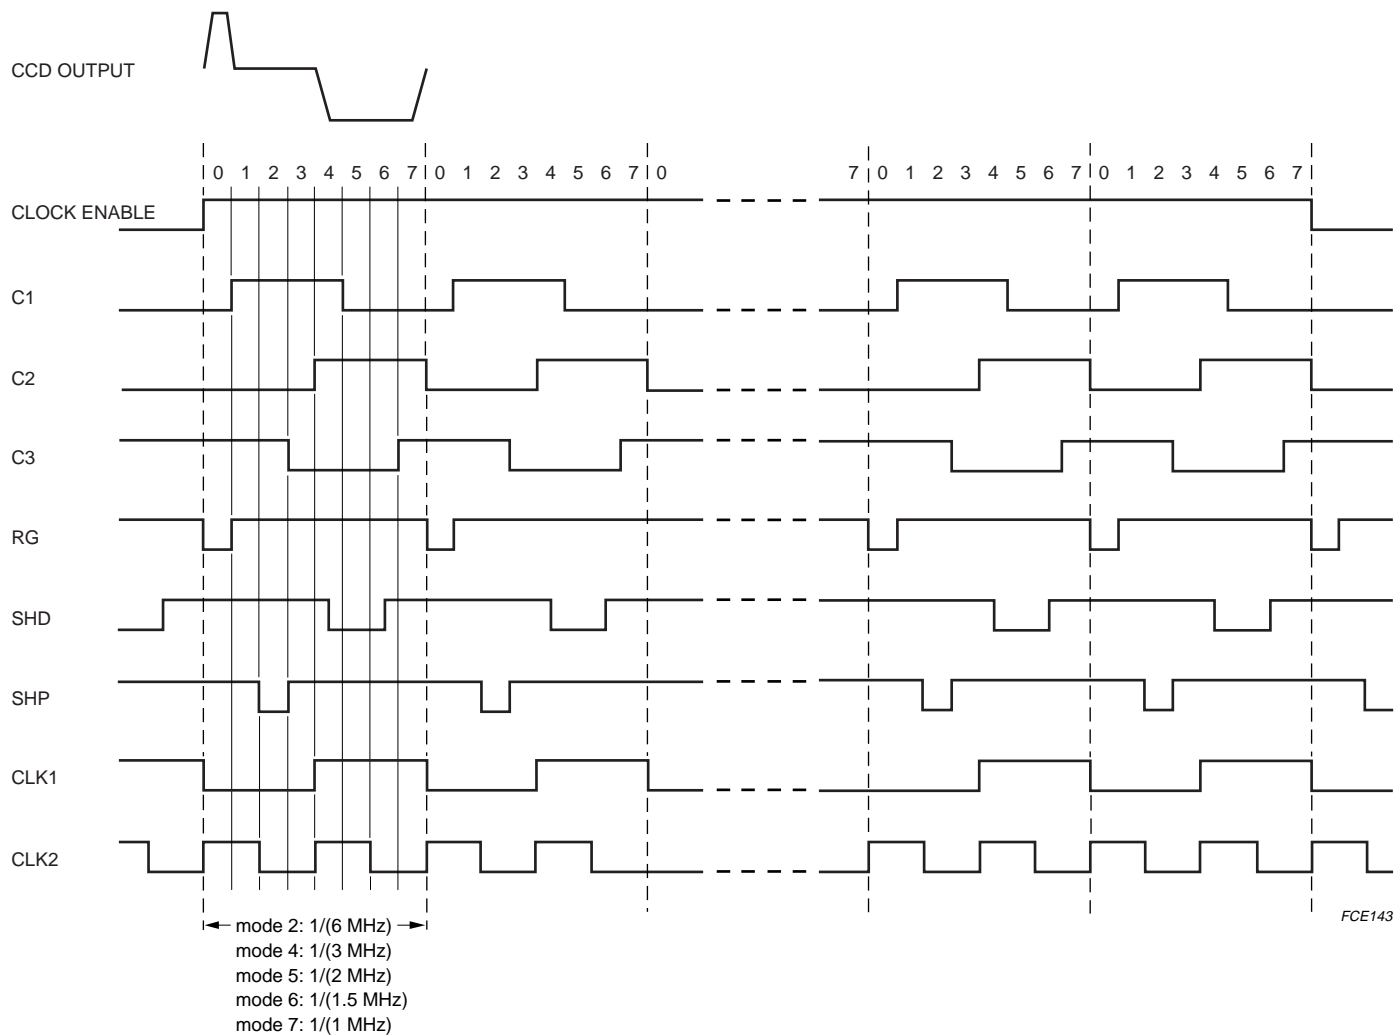 CCD OUTPUT
0 1 2 3 4 5 6 7 0 1 2 3 4 5 6 7 0 7 0 1 2 3 4 5 6 7 0 1 2 3 4 5 6 7
CLOCK ENABLE
C1
C2
C3
RG
SHD
SHP
CLK1
CLK2
mode 2: 1/(6 MHz)
mode 4: 1/(3 MHz)
mode 5: 1/(2 MHz)
mode 6: 1/(1.5 MHz)
mode 7: 1/(1 MHz)
FCE143